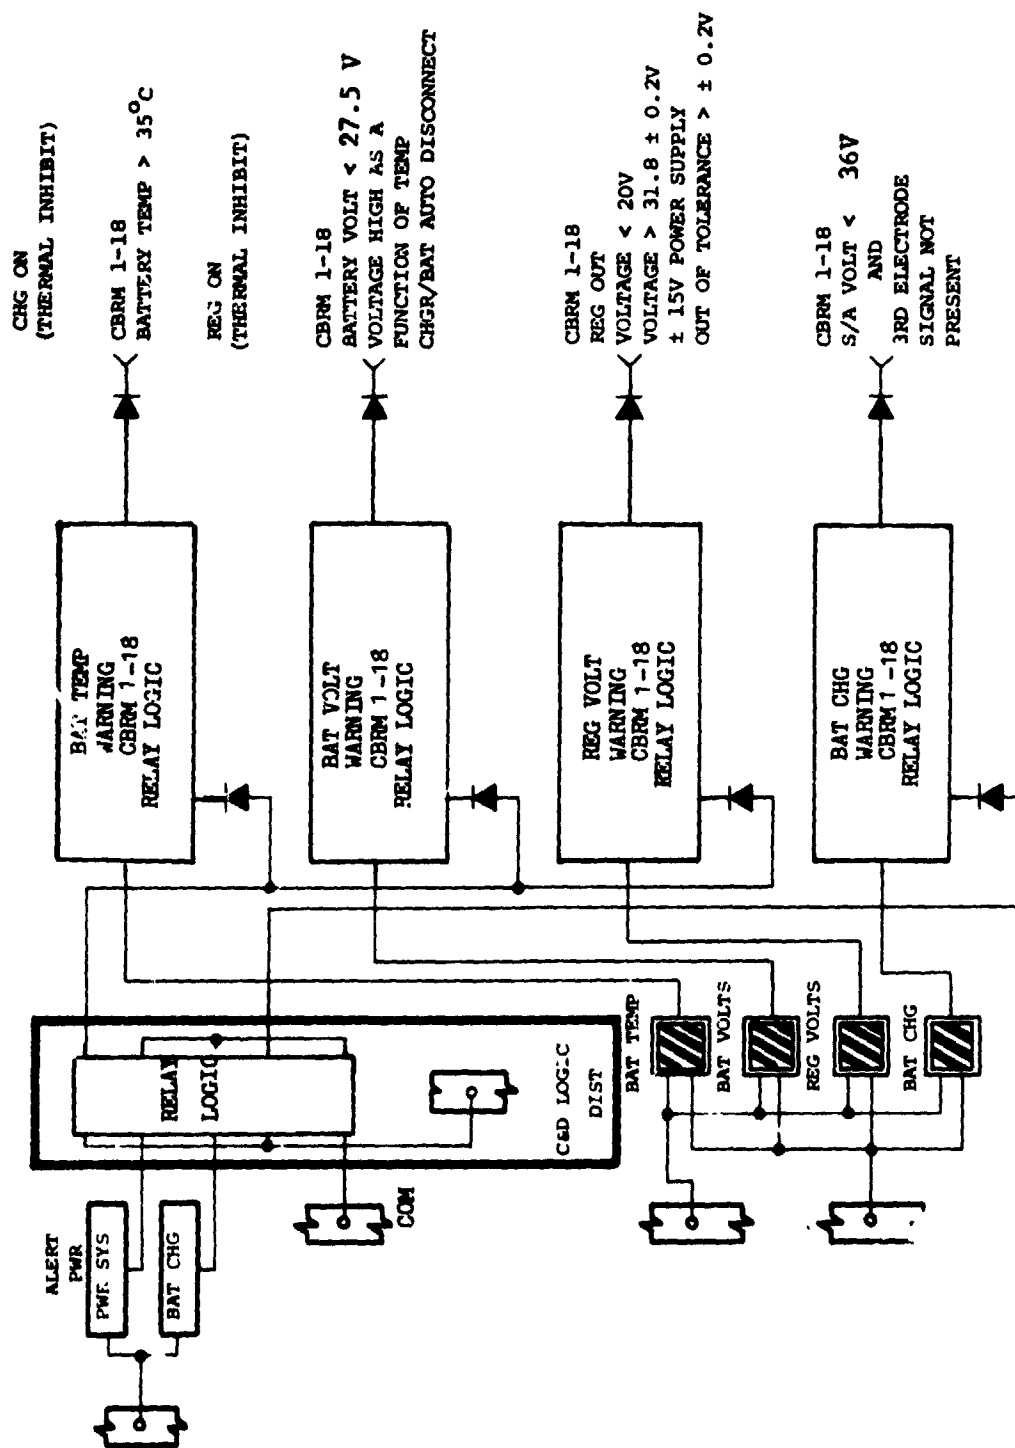 CHG ON
(THERMAL INHIBIT)
CBRM 1-18
BATTERY TEMP > 35°C
REG ON
(THERMAL INHIBIT)
CBRM 1-18
BATTERY VOLT < 27.5 V
VOLTAGE HIGH AS A
FUNCTION OF TEMP
CHGR/BAT AUTO DISCONNECT
CBRM 1-18
REG OUT
VOLTAGE < 20V
VOLTAGE > 31.8 ± 0.2V
± 15V POWER SUPPLY
OUT OF TOLERANCE > ± 0.2V
CBRM 1-18
S/A VOLT < 36V
AND
3RD ELECTRODE
SIGNAL NOT
PRESENT
BAT TEMP
WARNING
CBRM 1-18
RELAY LOGIC
BAT VOLT
WARNING
CBRM 1-18
RELAY LOGIC
REG VOLT
WARNING
CBRM 1-18
RELAY LOGIC
BAT CHG
WARNING
CBRM 1-18
RELAY LOGIC
RELAY
LOGIC
C&D LOGIC
DIST
BAT TEMP
BAT VOLTS
REG VOLTS
BAT CHG
ALERT
PWR
PWR SYS
BAT CHG
COM